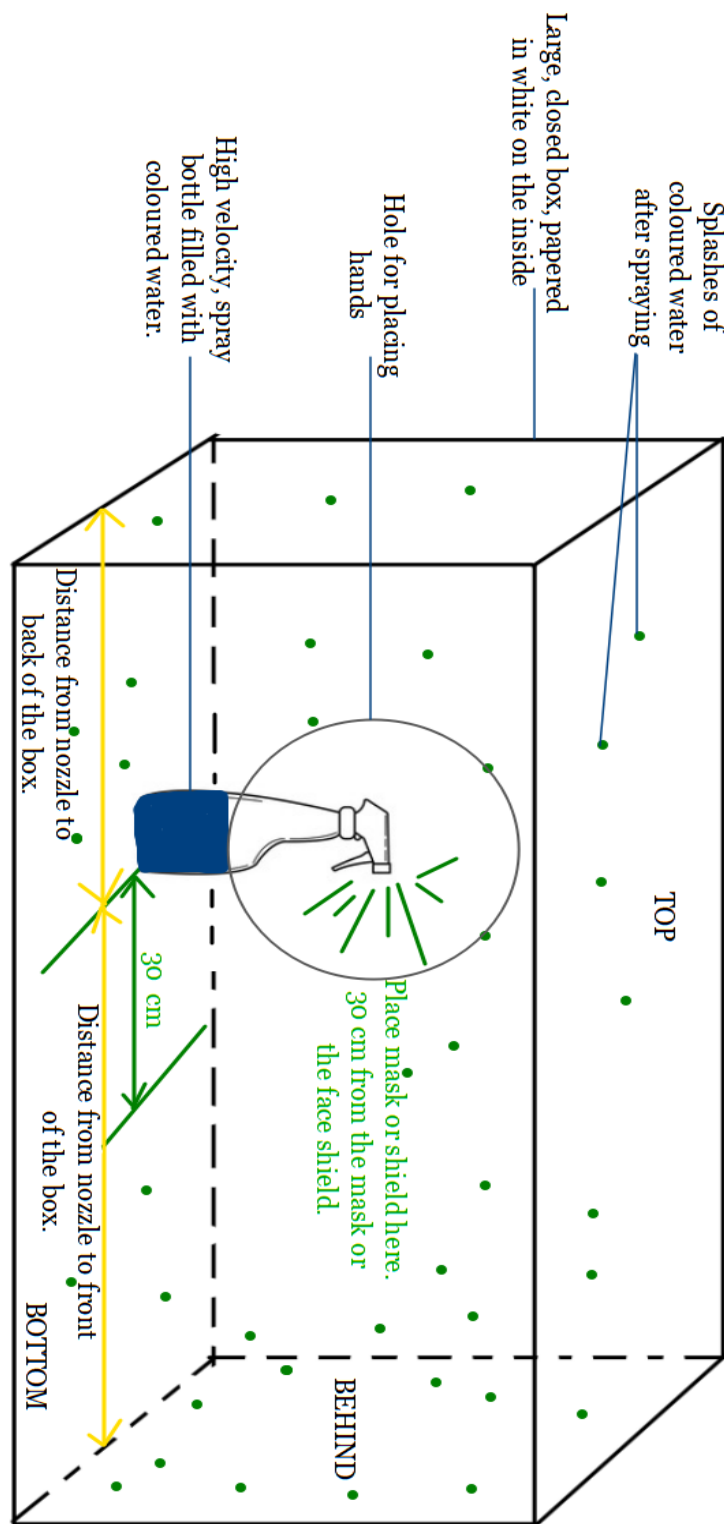 Splashes of
coloured water
after spraying
Large, closed box, papered
in white on the inside
Hole for placing
hands
High velocity, spray
bottle filled with
coloured water.
TOP
Place mask or shield here.
30 cm from the mask or
the face shield.
BEHIND
30 cm
Distance from nozzle to
back of the box.
Distance from nozzle to front
of the box.
BOTTOM